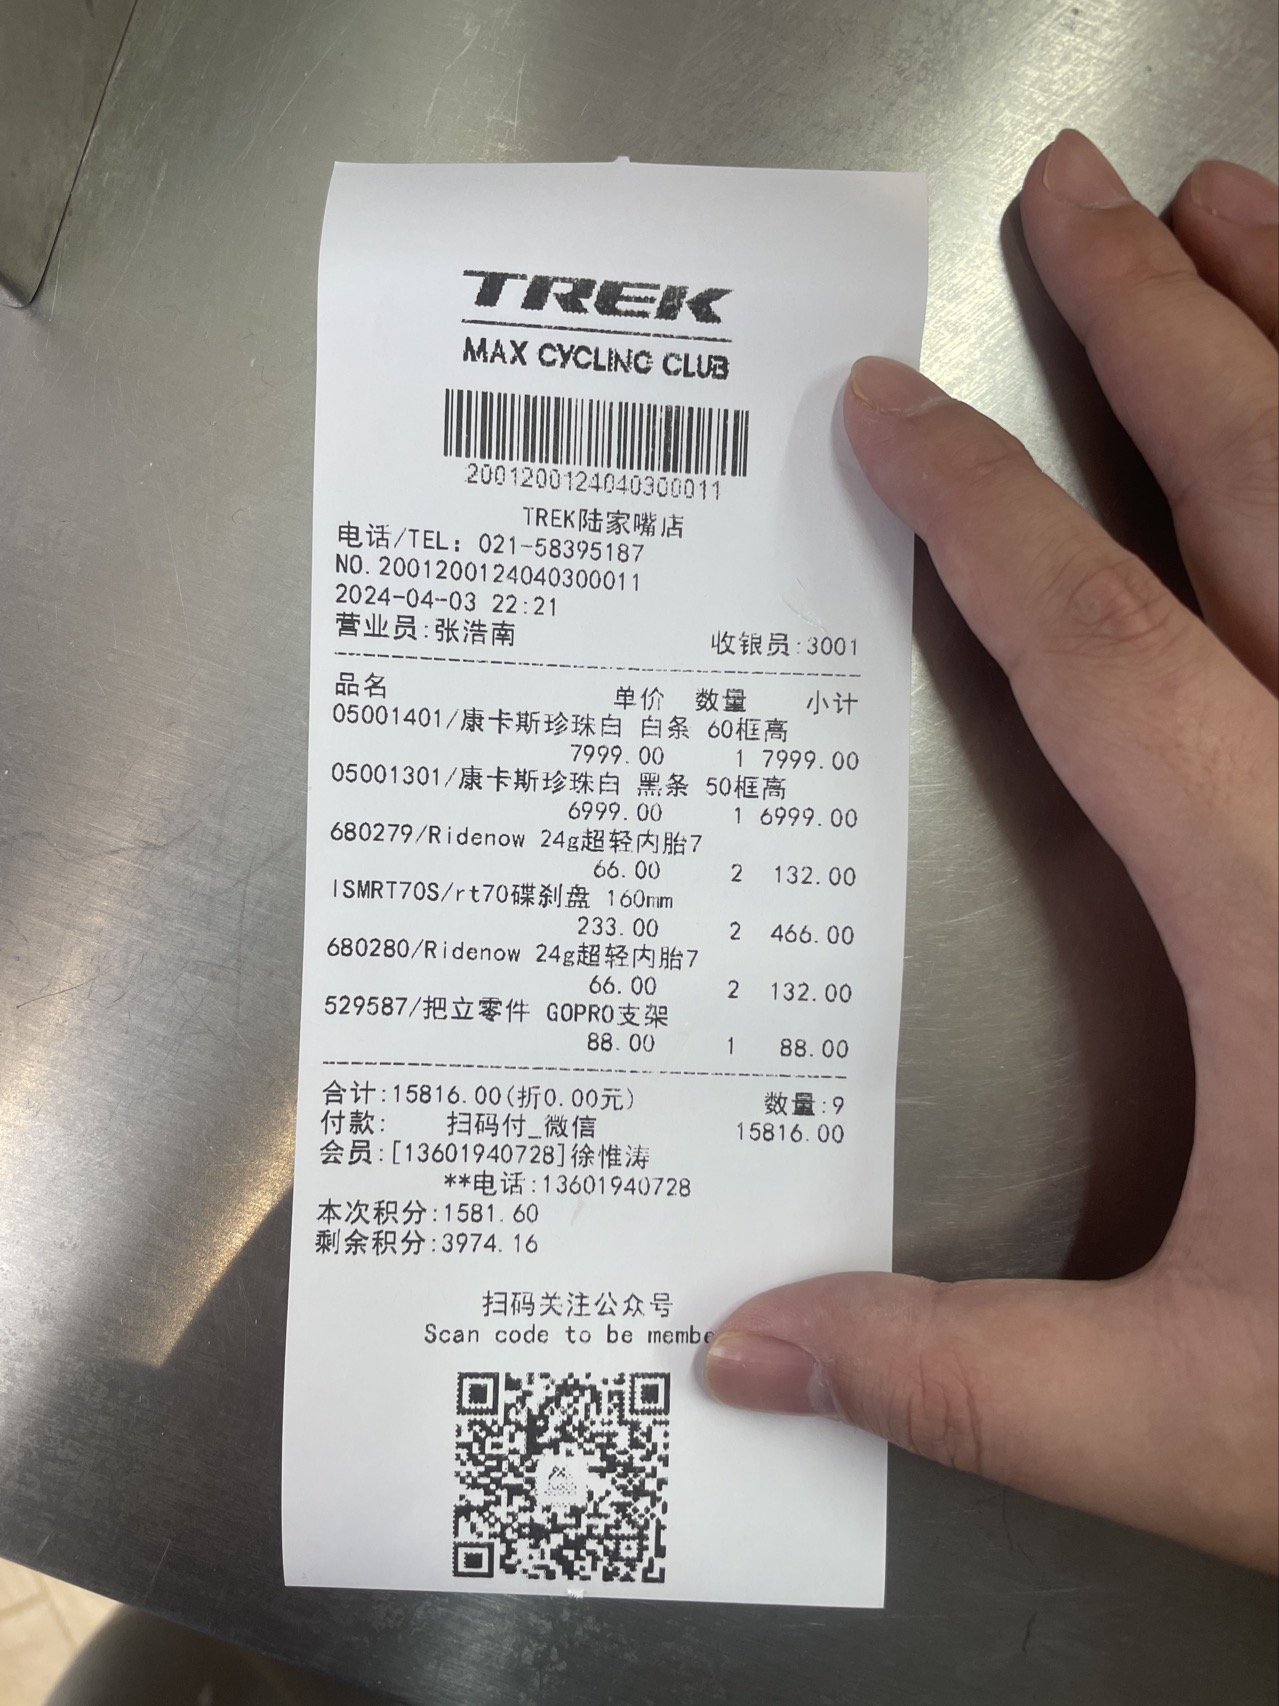 TREK
MAX CYCLING CLUB
2001200124040300011
TREK陆家嘴店
电话/TEL: 021-58395187
NO.2001200124040300011
2024-04-03 22:21
营业员:张浩南 收银员:3001
品名 单价 数量 小计
05001401/康卡斯珍珠白 白条 60框高
7999.00 1 7999.00
05001301/康卡斯珍珠白 黑条 50框高
6999.00 1 6999.00
680279/Ridenow 24g超轻内胎7
66.00 2 132.00
ISMRT70S/rt70碟刹盘 160mm
233.00 2 466.00
680280/Ridenow 24g超轻内胎7
66.00 2 132.00
529587/把立零件 GOPRO支架
88.00 1 88.00
合计:15816.00(折0.00元) 数量:9
付款: 扫码付_微信 15816.00
会员:[13601940728]徐惟涛
**电话:13601940728
本次积分:1581.60
剩余积分:3974.16
扫码关注公众号
Scan code to be membe